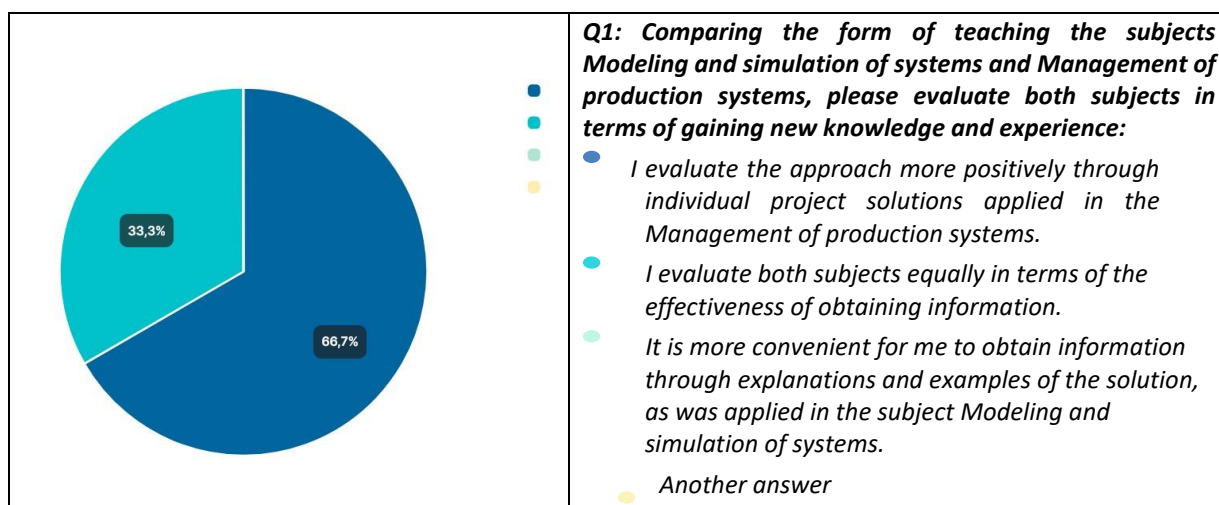 33,3%
66,7%
Q1: Comparing the form of teaching the subjects
Modeling and simulation of systems and Management of
production systems, please evaluate both subjects in
terms of gaining new knowledge and experience:
I evaluate the approach more positively through
individual project solutions applied in the
Management of production systems.
I evaluate both subjects equally in terms of the
effectiveness of obtaining information.
It is more convenient for me to obtain information
through explanations and examples of the solution,
as was applied in the subject Modeling and
simulation of systems.
Another answer